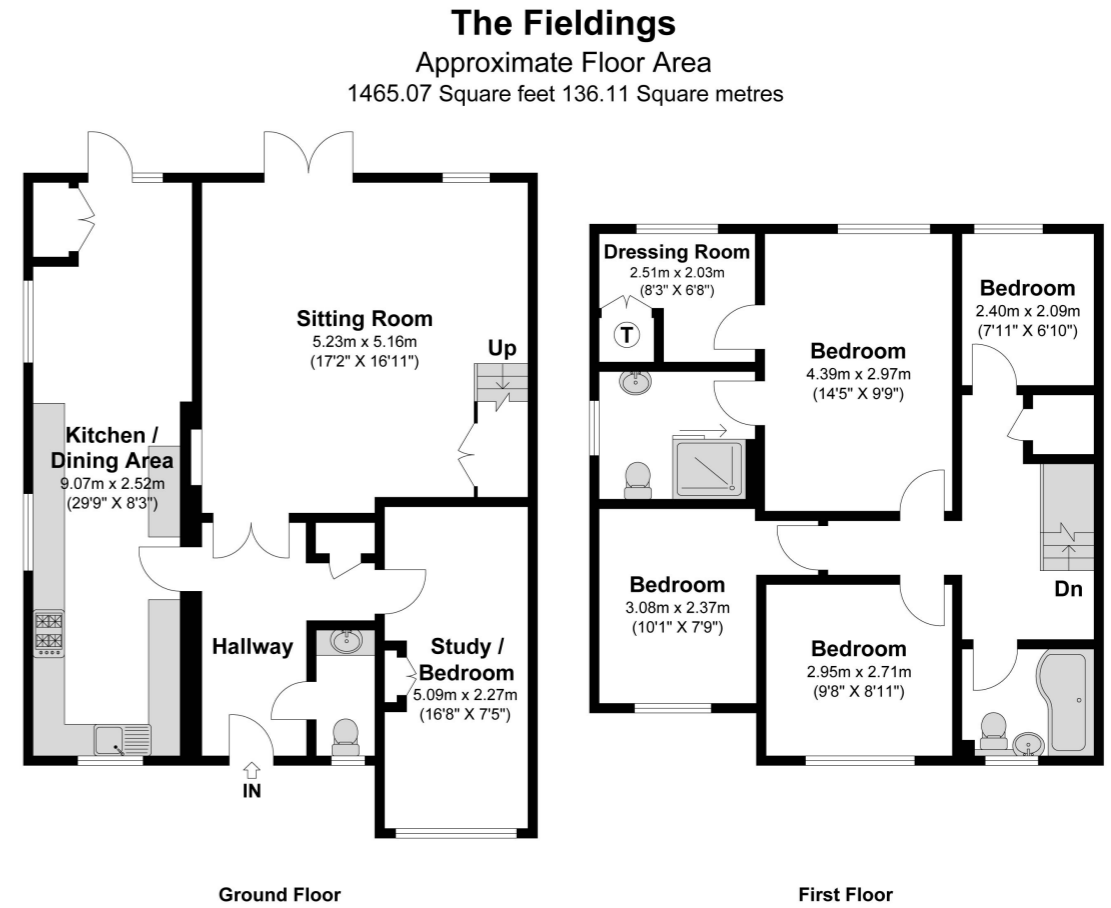 The Fieldings
Approximate Floor Area
1465.07 Square feet 136.11 Square metres
Sitting Room
5.23m x 5.16m
(17'2" X 16'11")
Up
Kitchen /
Dining Area
9.07m x 2.52m
(29'9" X 8'3")
Hallway
Study /
Bedroom
5.09m x 2.27m
(16'8" X 7'5")
IN
Ground Floor
Dressing Room
2.51m x 2.03m
(8'3" X 6'8")
T
Bedroom
4.39m x 2.97m
(14'5" X 9'9")
Bedroom
2.40m x 2.09m
(7'11" X 6'10")
Bedroom
3.08m x 2.37m
(10'1" X 7'9")
Bedroom
2.95m x 2.71m
(9'8" X 8'11")
Dn
First Floor